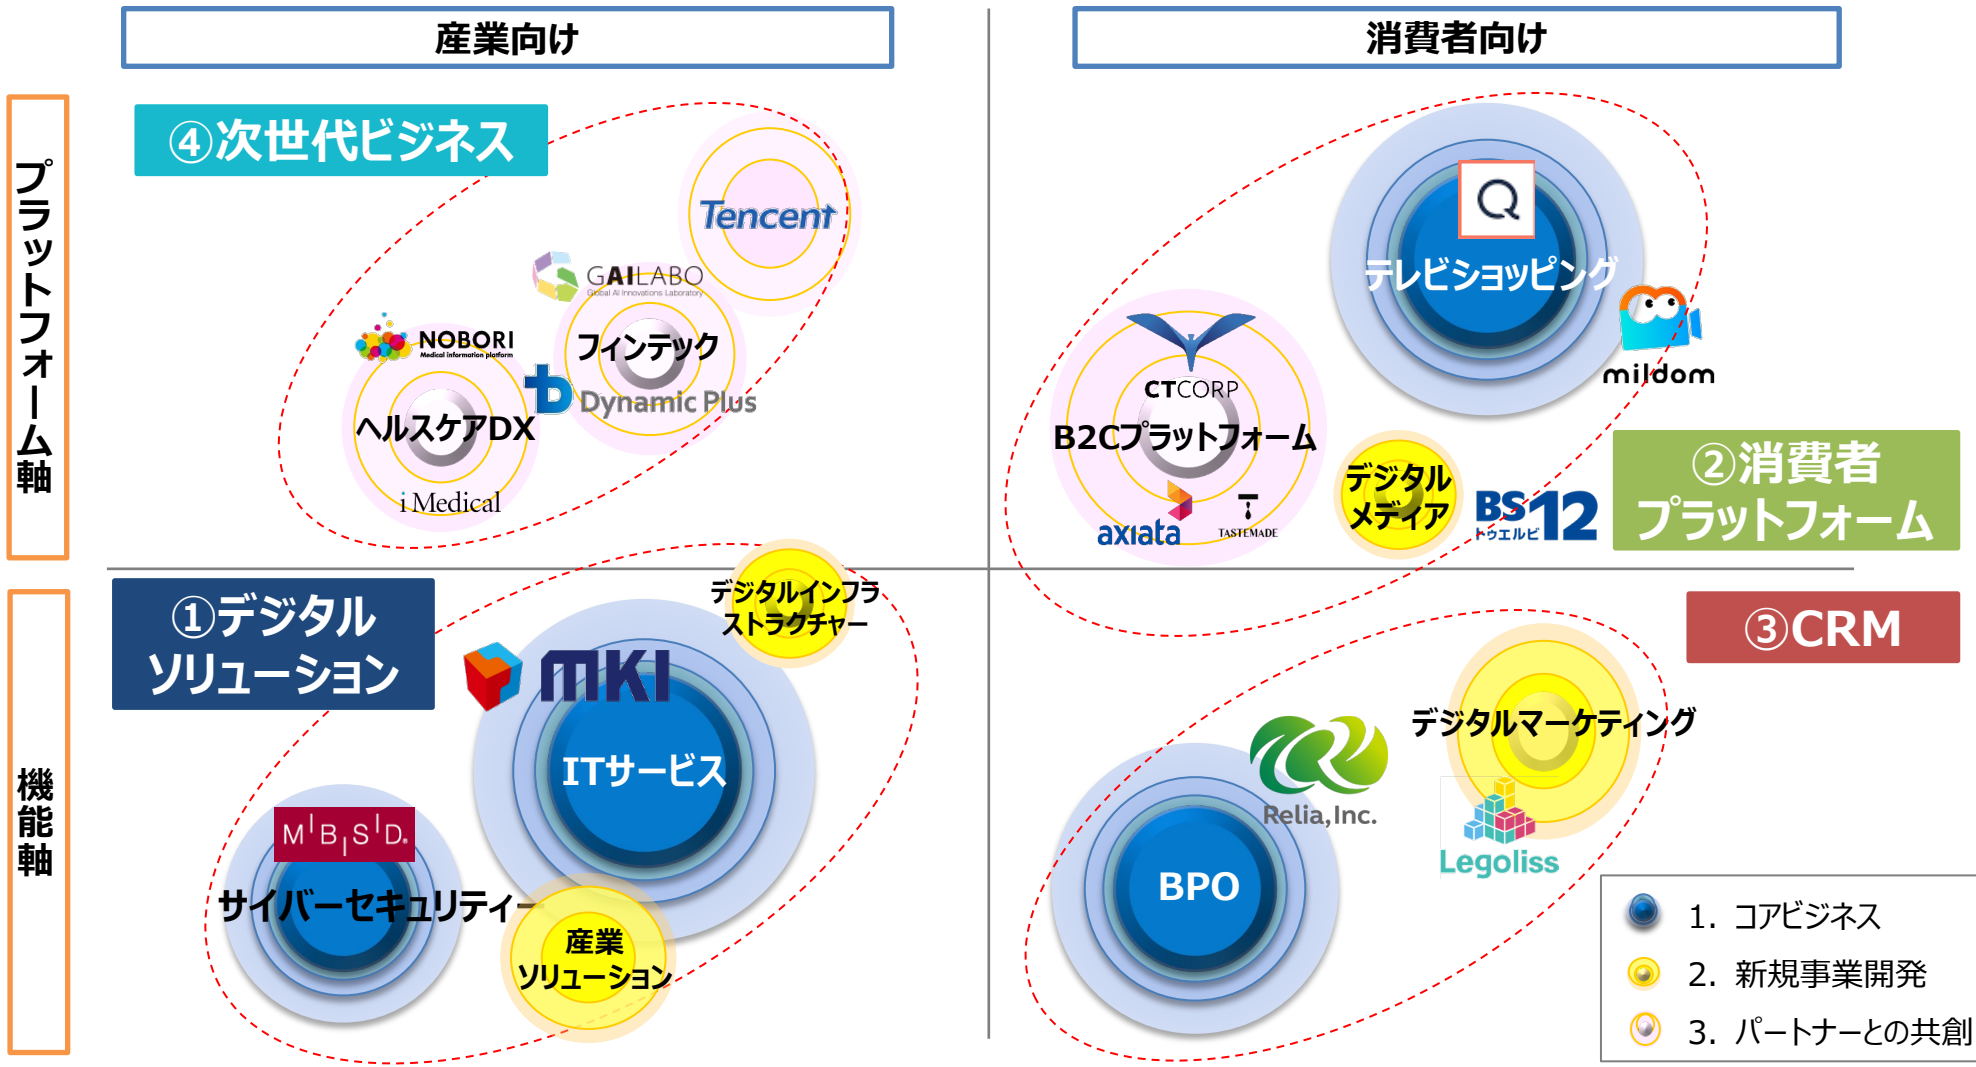 産業向け
消費者向け
プラットフォーム軸
機能軸
④次世代ビジネス
Tencent
GAILABO
Global AI Innovations Laboratory
フィンテック
NOBORI
Medical information platform
Dynamic Plus
ヘルスケアDX
i Medical
Q
テレビショッピング
mildom
CTCORP
B2Cプラットフォーム
axiata
TASTEMADE
デジタル
メディア
BS12
トゥエルビ
②消費者
プラットフォーム
①デジタル
ソリューション
デジタルインフラ
ストラクチャー
MKI
ITサービス
MBSD
サイバーセキュリティー
産業
ソリューション
③CRM
デジタルマーケティング
Relia,Inc.
Legoliss
BPO
1. コアビジネス
2. 新規事業開発
3. パートナーとの共創